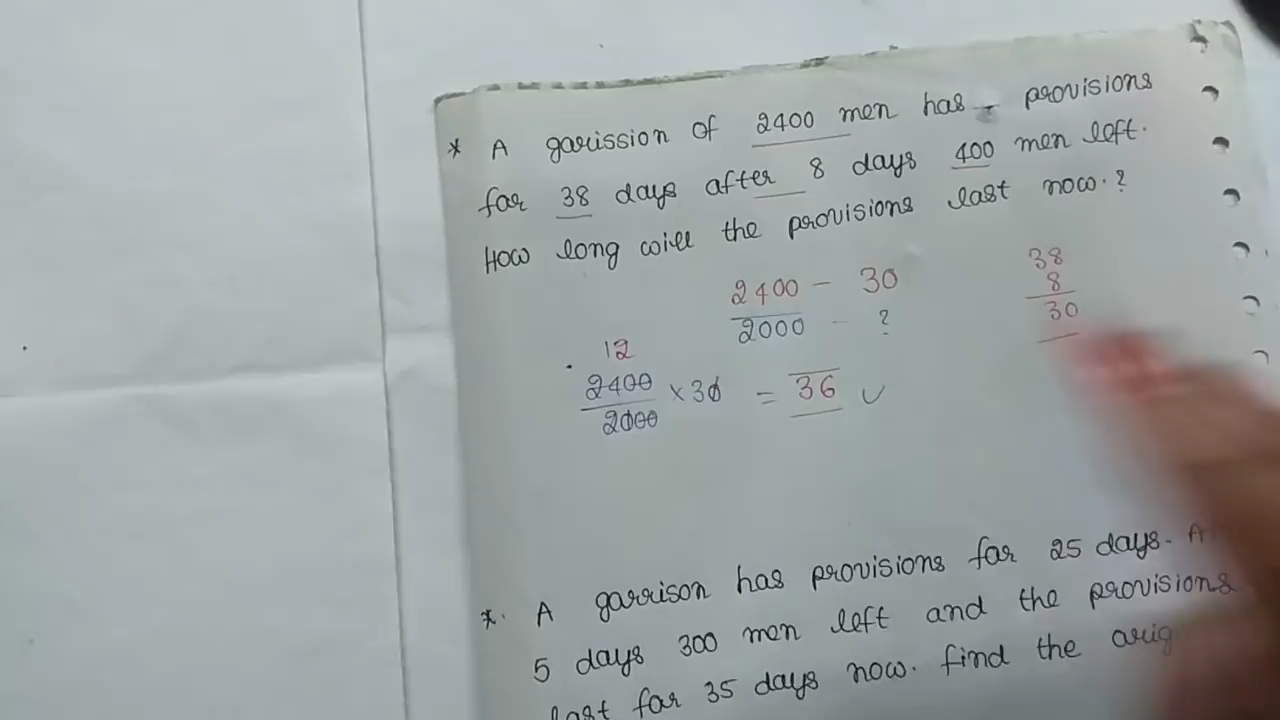 * A garission of 2400 men has provisions
for 38 days after 8 days 400 men left.
How long will the provisions last now.?
2400 - 30
2000 - ?
38
8
30
12
2400
2000
× 30 = 36
*. A garrison has provisions for 25 days.
5 days 300 men left and the provisions
last for 35 days now. find the